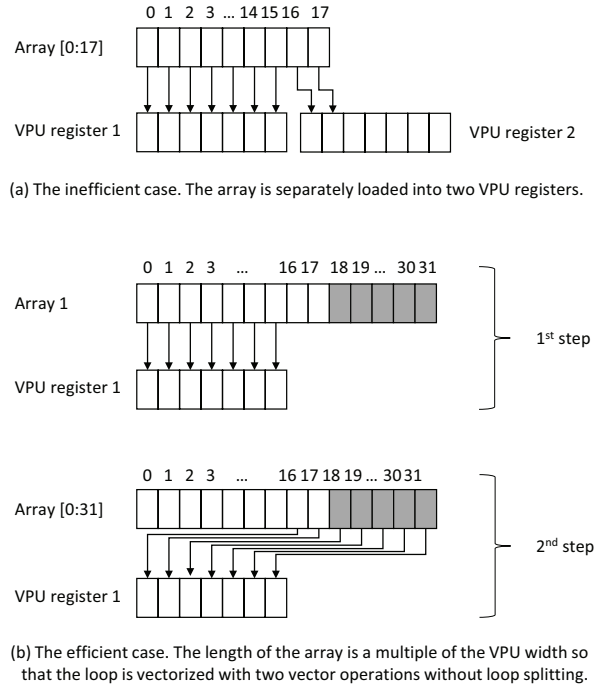 0 1 2 3 ... 14 15 16 17
Array [0:17]
VPU register 1
VPU register 2
(a) The inefficient case. The array is separately loaded into two VPU registers.
0 1 2 3 ... 16 17 18 19 ... 30 31
Array 1
1st step
VPU register 1
0 1 2 3 ... 16 17 18 19 ... 30 31
Array [0:31]
2nd step
VPU register 1
(b) The efficient case. The length of the array is a multiple of the VPU width so
that the loop is vectorized with two vector operations without loop splitting.